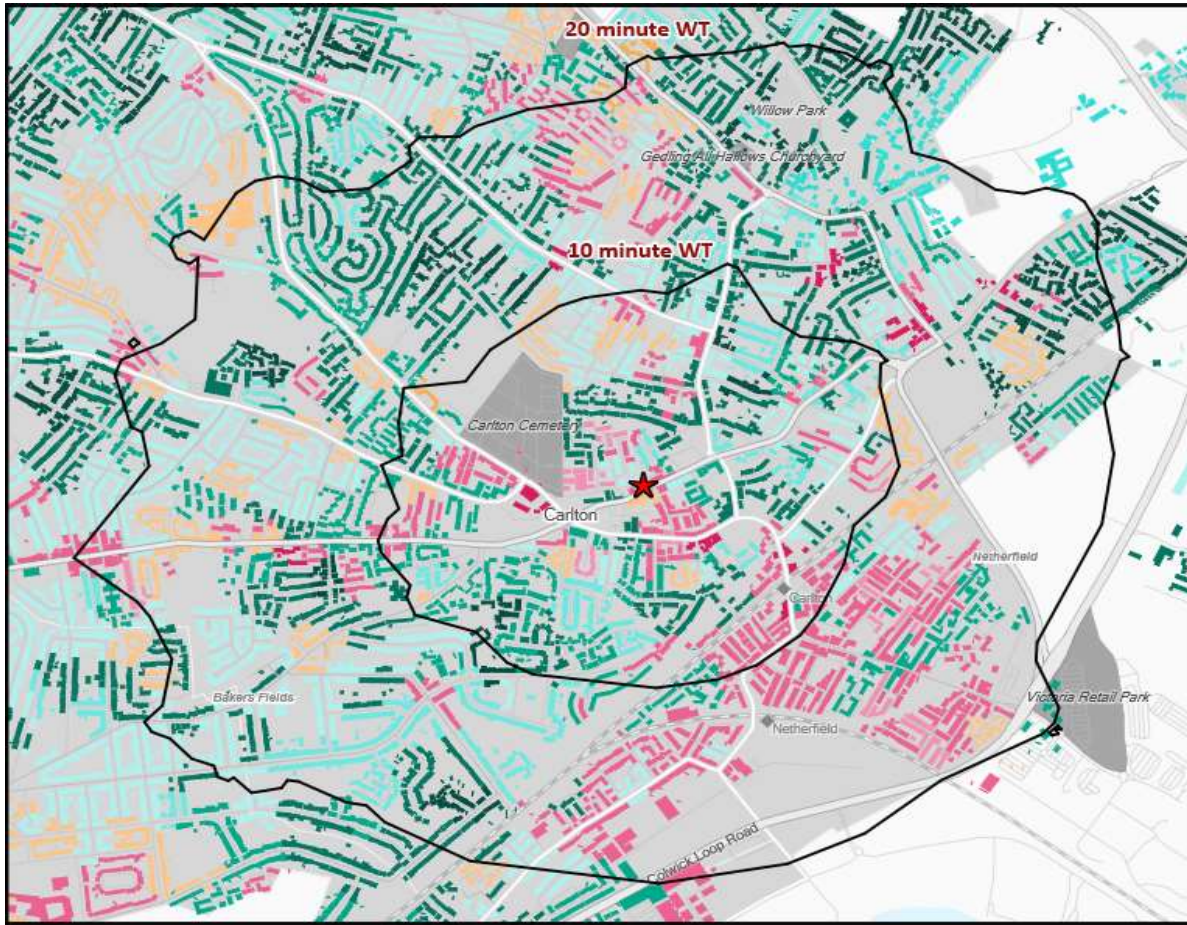 20 minute WT
Willow Park
Gedling All Hallows Churchyard
10 minute WT
Carlton Cemetery
Carlton
Netherfield
Carlton
Bakers Fields
Victoria Retail Park
Netherfield
Colwick Loop Road